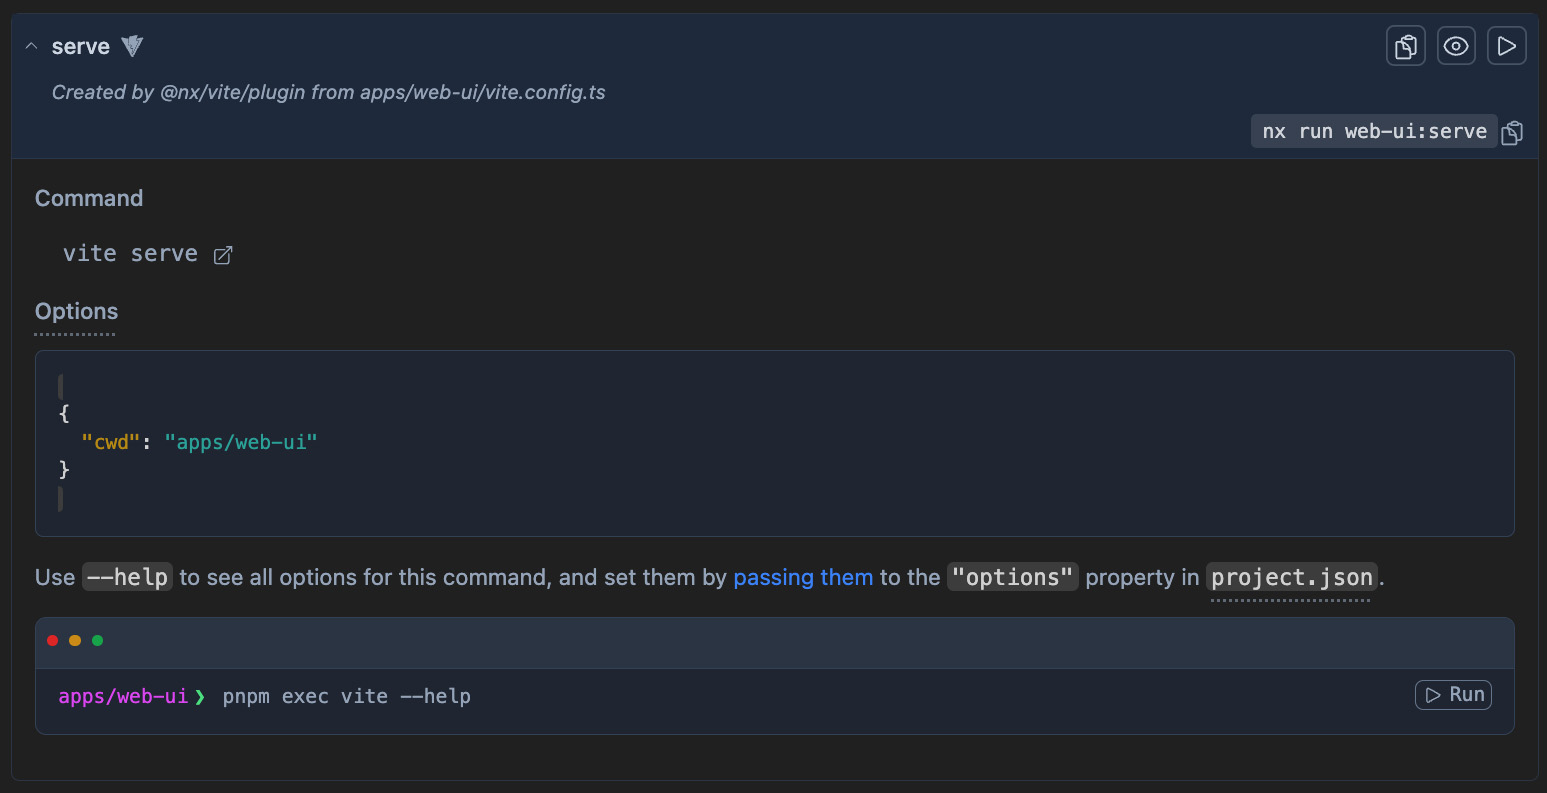 serve
Created by @nx/vite/plugin from apps/web-ui/vite.config.ts
nx run web-ui:serve
Command
vite serve
Options
{
"cwd": "apps/web-ui"
}
Use --help to see all options for this command, and set them by passing them to the "options" property in project.json.
apps/web-ui❯ pnpm exec vite --help
Run